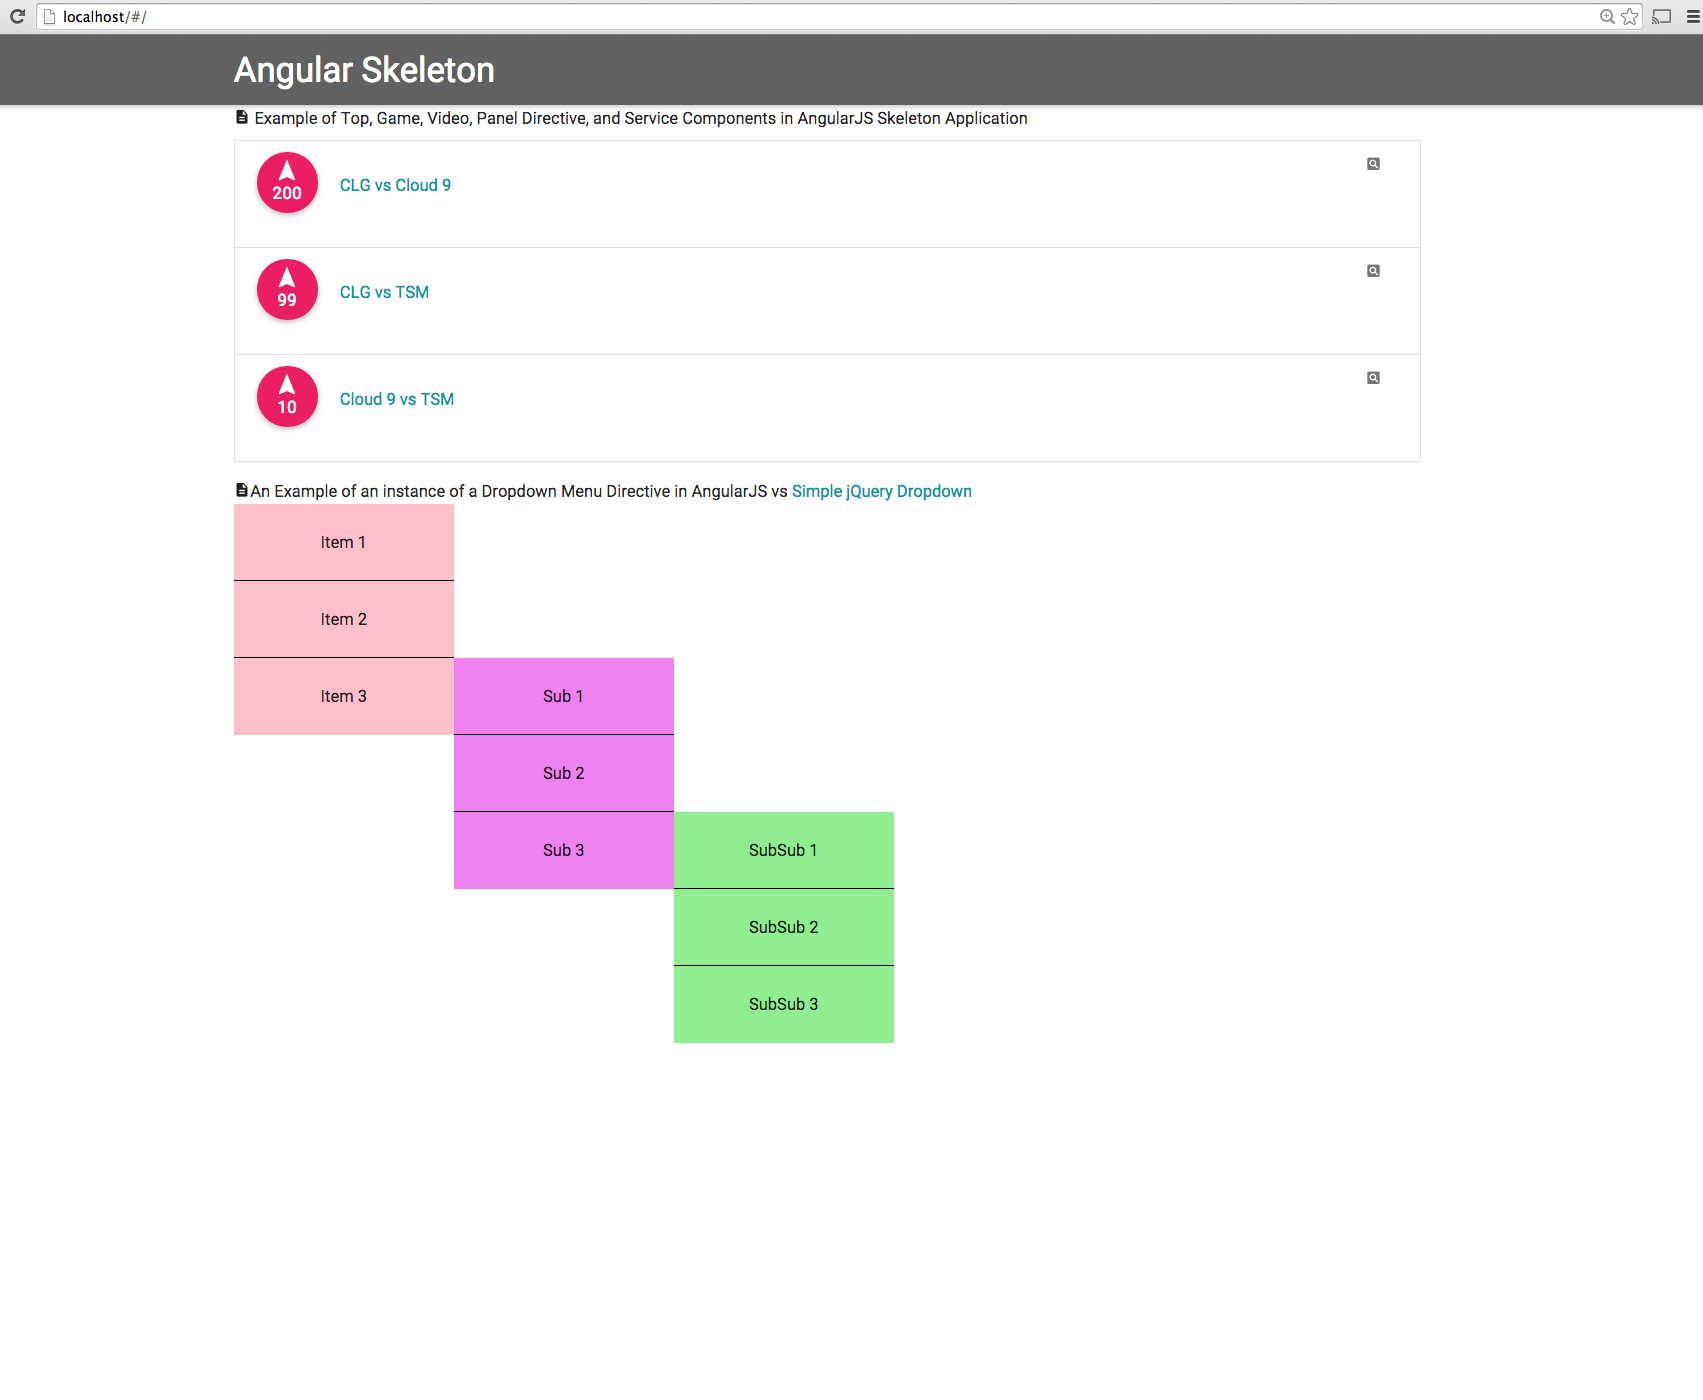 localhost/#/
Angular Skeleton
Example of Top, Game, Video, Panel Directive, and Service Components in AngularJS Skeleton Application
200
CLG vs Cloud 9
99
CLG vs TSM
10
Cloud 9 vs TSM
An Example of an instance of a Dropdown Menu Directive in AngularJS vs Simple jQuery Dropdown
Item 1
Item 2
Item 3
Sub 1
Sub 2
Sub 3
SubSub 1
SubSub 2
SubSub 3